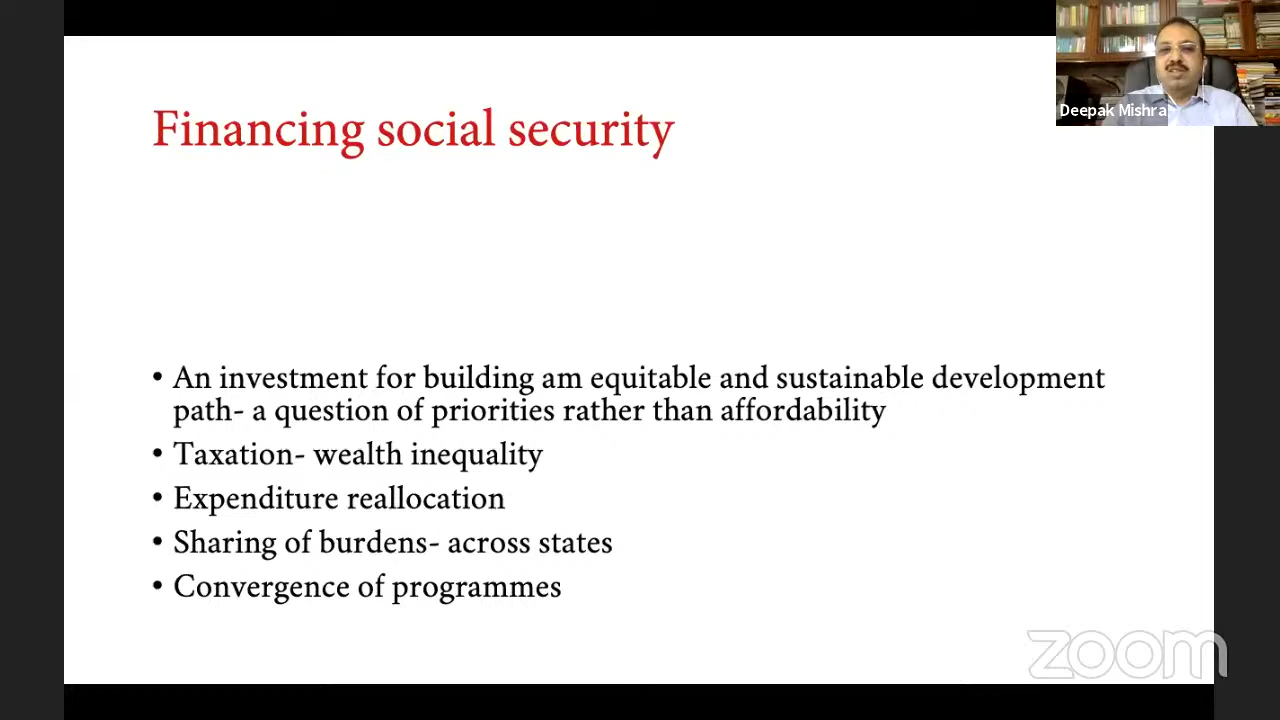 Deepak Mishra
Financing social security
• An investment for building am equitable and sustainable development
path- a question of priorities rather than affordability
• Taxation- wealth inequality
• Expenditure reallocation
• Sharing of burdens- across states
• Convergence of programmes
zoom